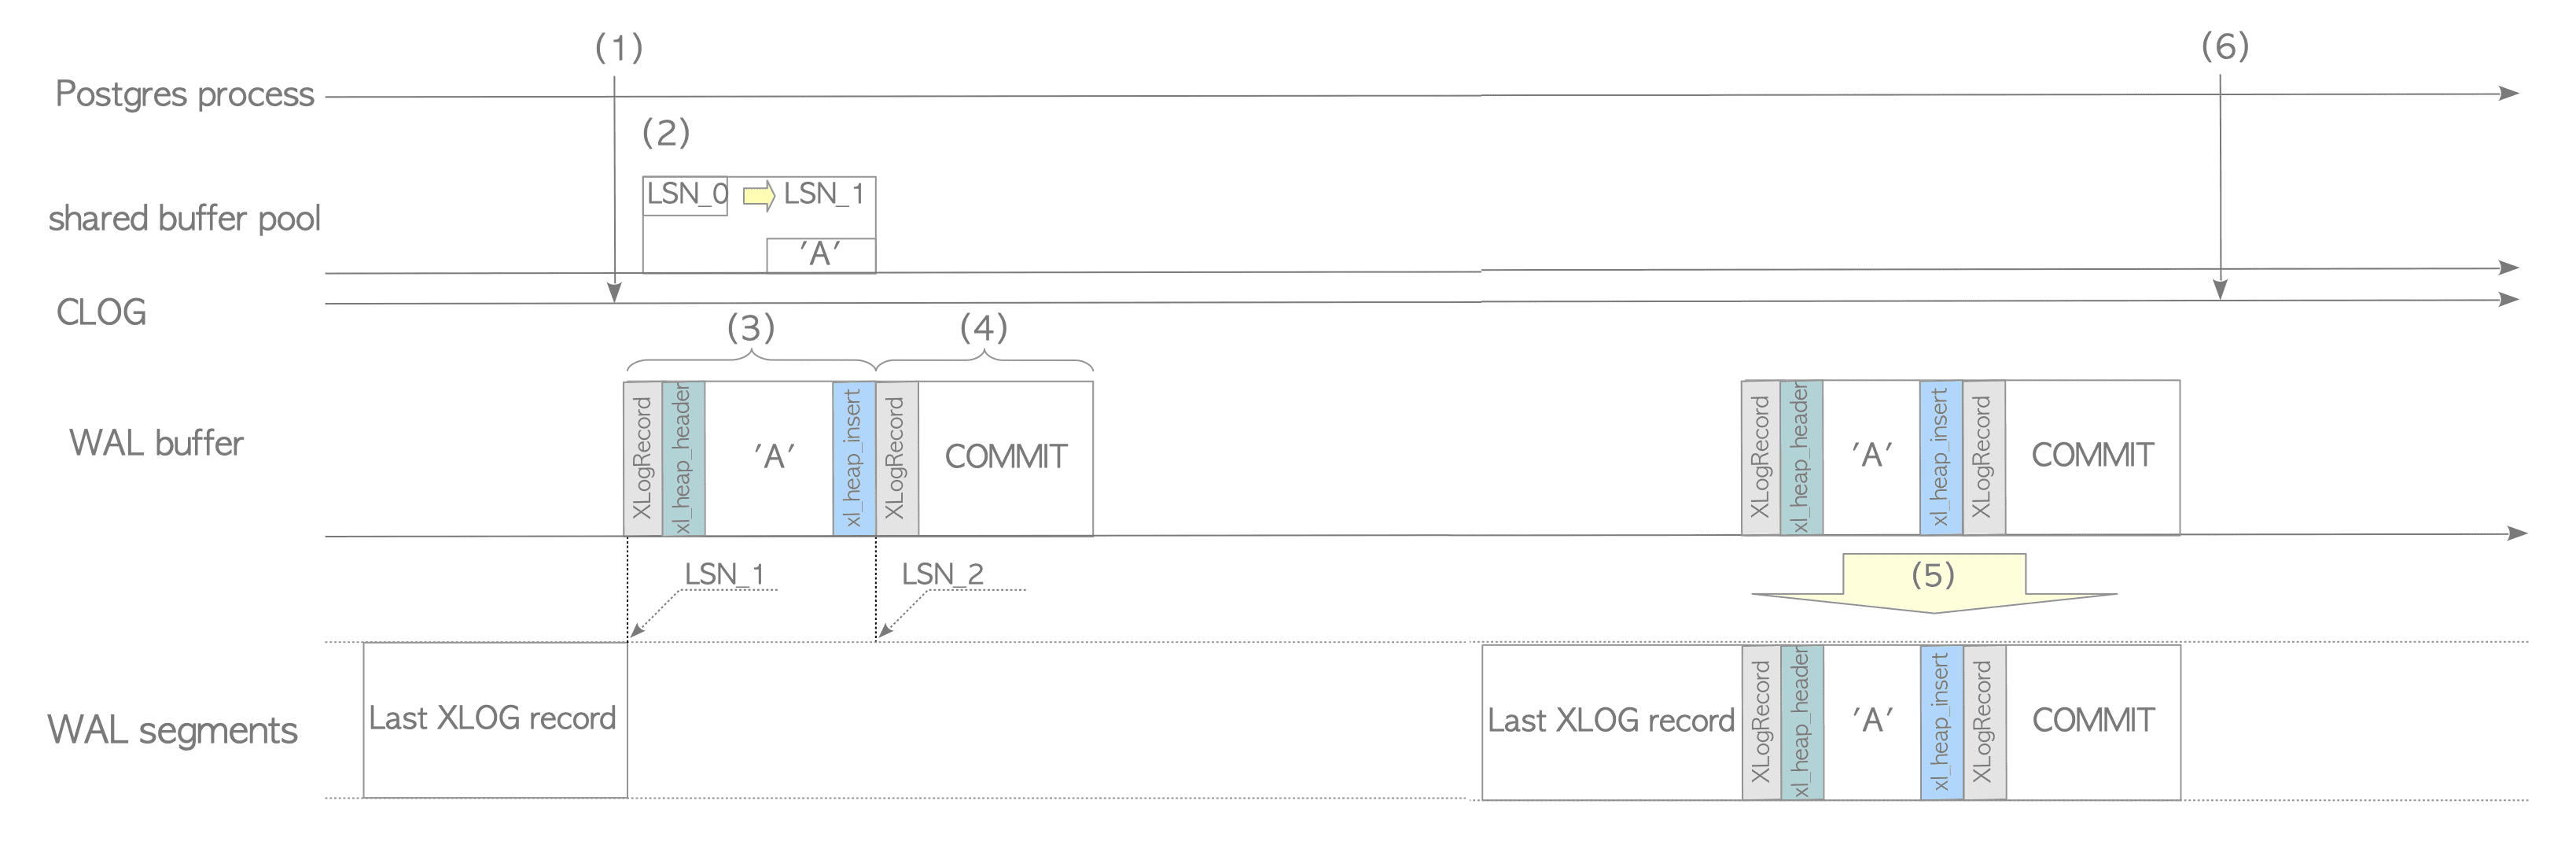 (1)
(6)
Postgres process
(2)
LSN_0
LSN_1
shared buffer pool
'A'
CLOG
(3)
(4)
WAL buffer
XLogRecord
xl_heap_header
'A'
xl_heap_insert
XLogRecord
COMMIT
XLogRecord
xl_heap_header
'A'
xl_heap_insert
XLogRecord
COMMIT
LSN_1
LSN_2
(5)
WAL segments
Last XLOG record
Last XLOG record
XLogRecord
xl_heap_header
'A'
xl_heap_insert
XLogRecord
COMMIT